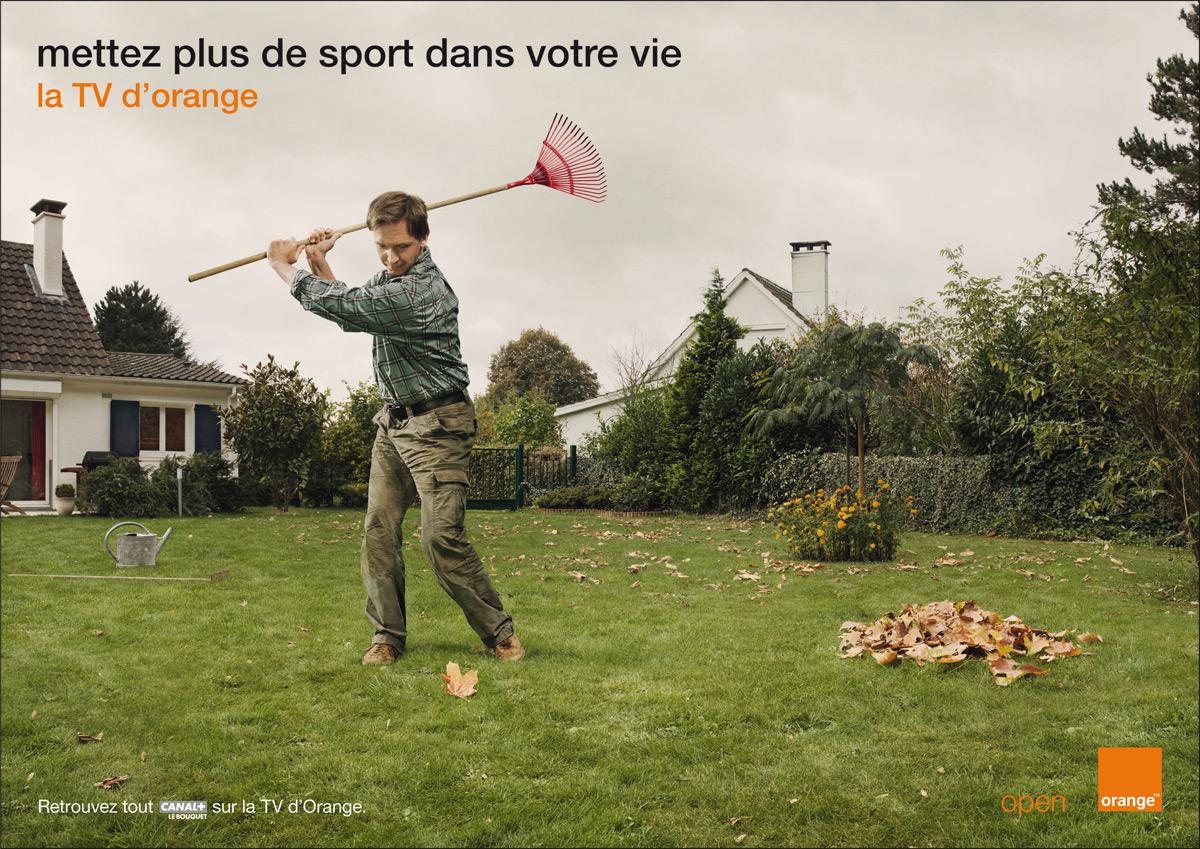 mettez plus de sport dans votre vie
la TV d'orange
Retrouvez tout CANAL+ LE BOUQUET sur la TV d'Orange.
open
orange™